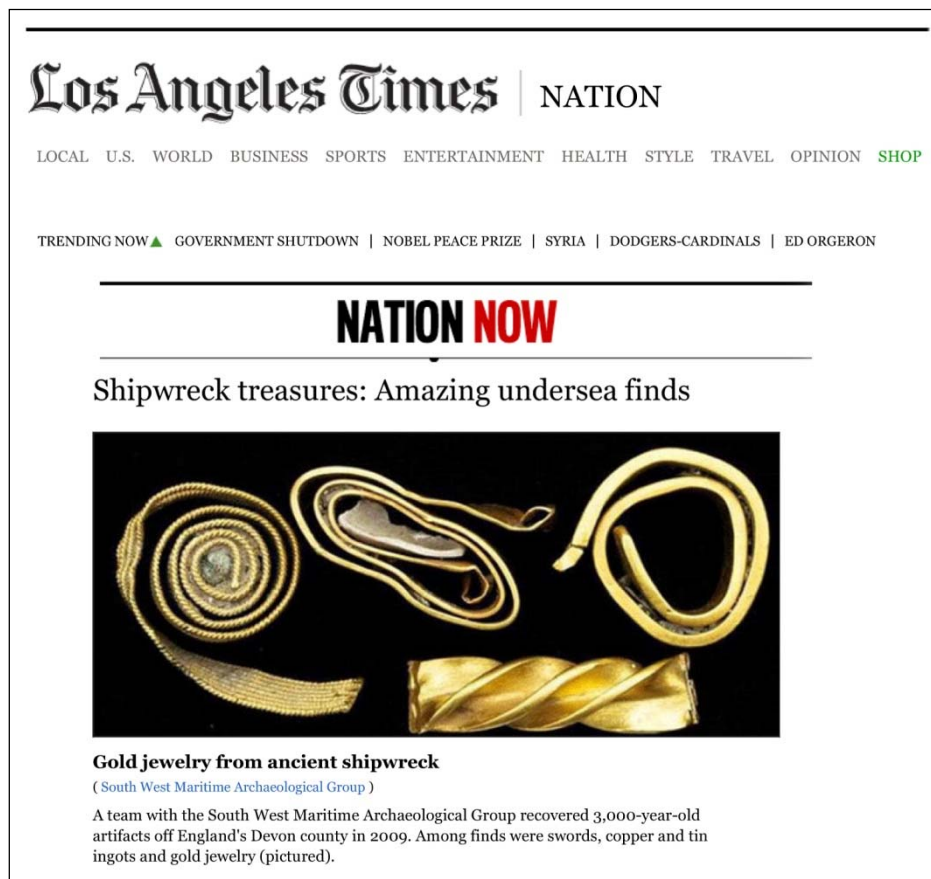 Los Angeles Times | NATION
LOCAL U.S. WORLD BUSINESS SPORTS ENTERTAINMENT HEALTH STYLE TRAVEL OPINION SHOP
TRENDING NOW▲ GOVERNMENT SHUTDOWN | NOBEL PEACE PRIZE | SYRIA | DODGERS-CARDINALS | ED ORGERON
NATION NOW
Shipwreck treasures: Amazing undersea finds
Gold jewelry from ancient shipwreck
( South West Maritime Archaeological Group )
A team with the South West Maritime Archaeological Group recovered 3,000-year-old
artifacts off England's Devon county in 2009. Among finds were swords, copper and tin
ingots and gold jewelry (pictured).